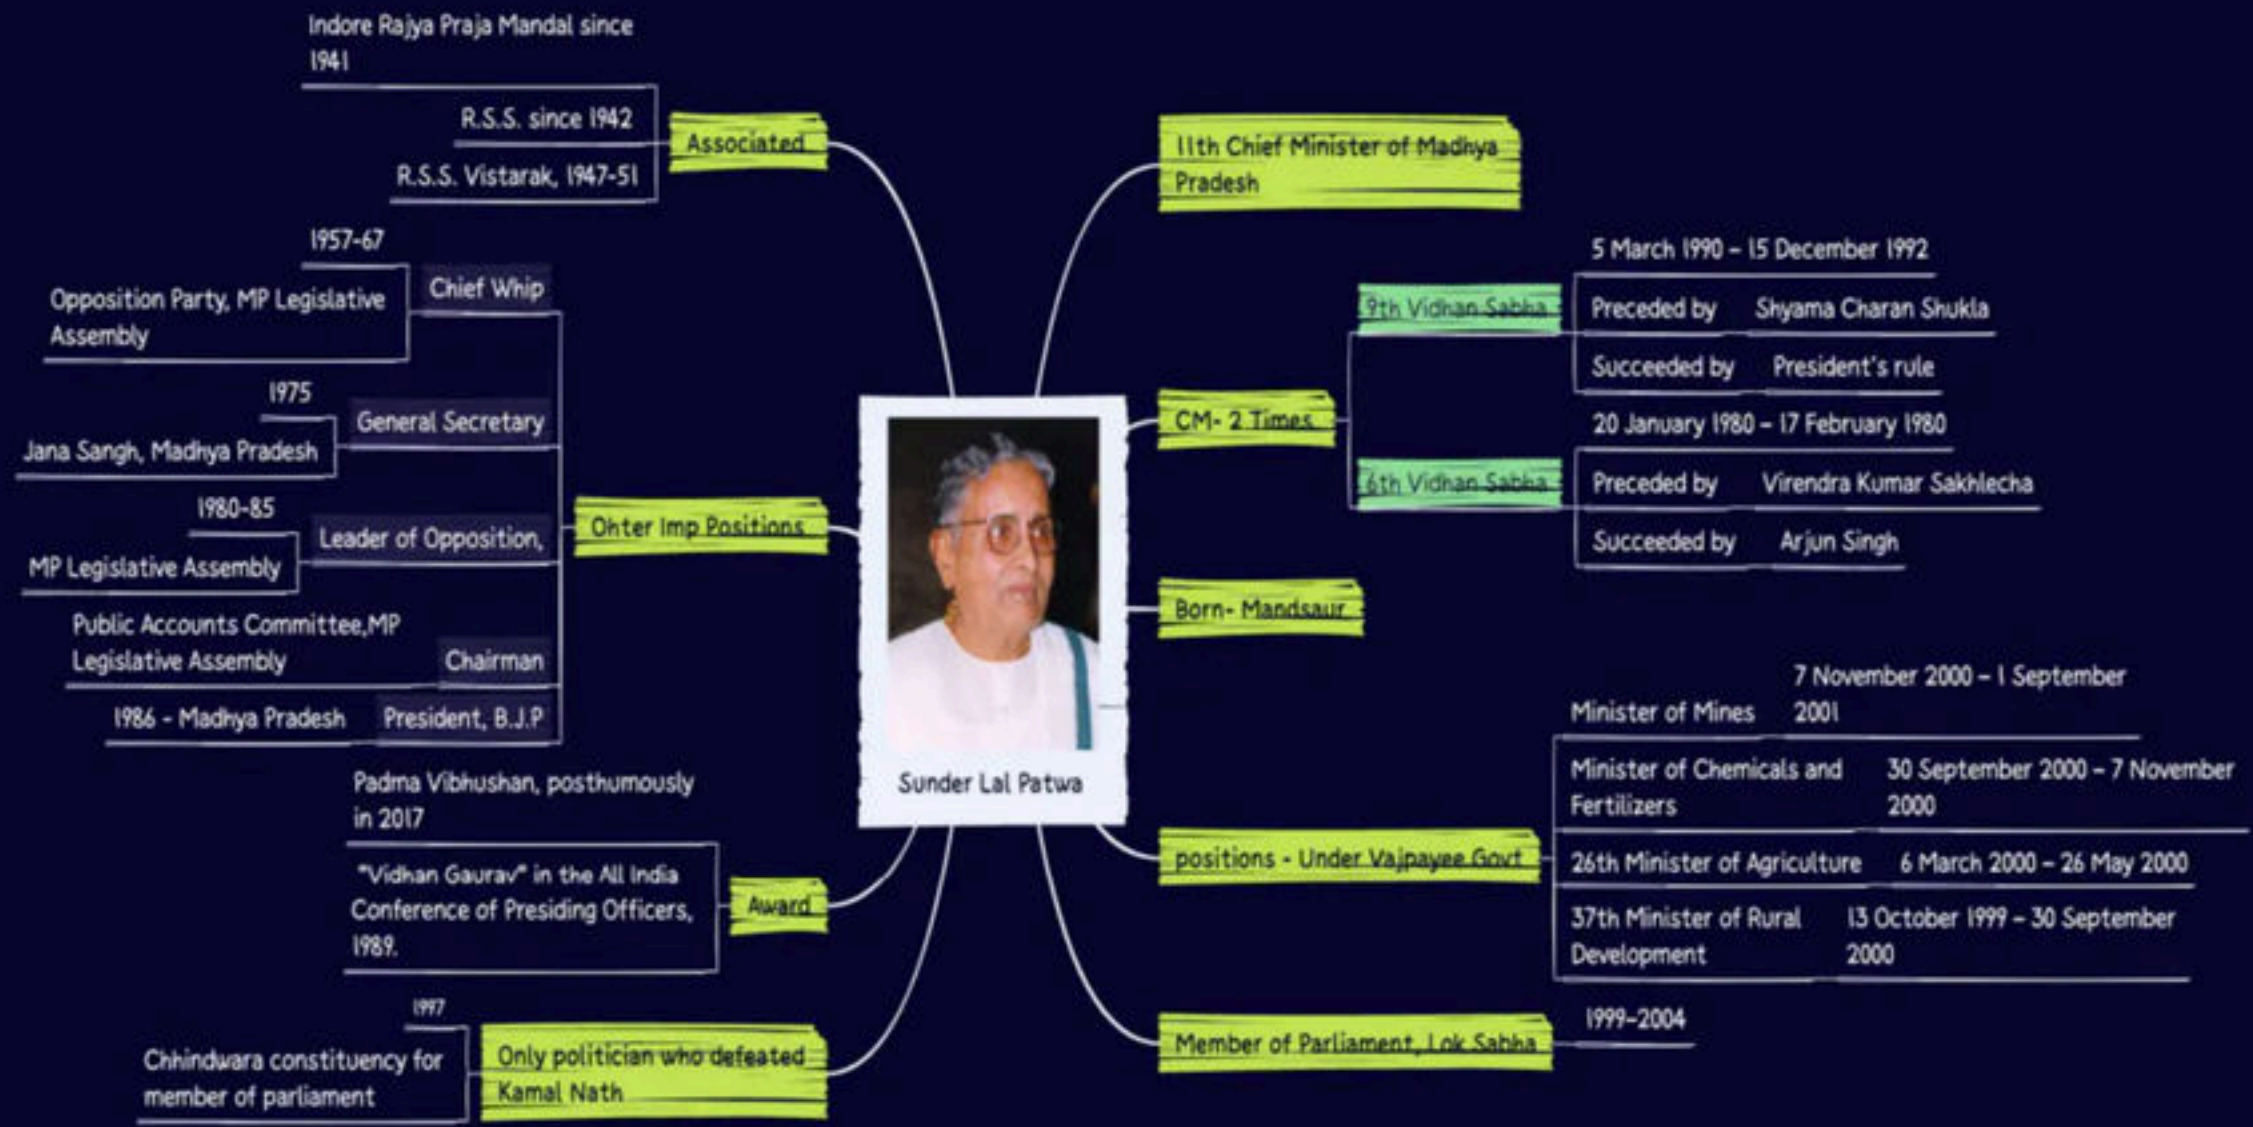 Indore Rajya Praja Mandal since
1941
R.S.S. since 1942
R.S.S. Vistarak, 1947-51
Associated
1957-67
Opposition Party, MP Legislative
Assembly
Chief Whip
1975
Jana Sangh, Madhya Pradesh
General Secretary
1980-85
MP Legislative Assembly
Leader of Opposition,
Public Accounts Committee,MP
Legislative Assembly
Chairman
1986 - Madhya Pradesh
President, B.J.P
Ohter Imp Positions
Padma Vibhushan, posthumously
in 2017
"Vidhan Gaurav" in the All India
Conference of Presiding Officers,
1989.
Award
1997
Chhindwara constituency for
member of parliament
Only politician who defeated
Kamal Nath
Sunder Lal Patwa
11th Chief Minister of Madhya
Pradesh
CM- 2 Times
9th Vidhan Sabha
5 March 1990 – 15 December 1992
Preceded by Shyama Charan Shukla
Succeeded by President's rule
6th Vidhan Sabha
20 January 1980 – 17 February 1980
Preceded by Virendra Kumar Sakhlecha
Succeeded by Arjun Singh
Born- Mandsaur
positions - Under Vajpayee Govt
Minister of Mines
7 November 2000 – 1 September
2001
Minister of Chemicals and
Fertilizers
30 September 2000 – 7 November
2000
26th Minister of Agriculture
6 March 2000 – 26 May 2000
37th Minister of Rural
Development
13 October 1999 – 30 September
2000
Member of Parliament, Lok Sabha
1999–2004